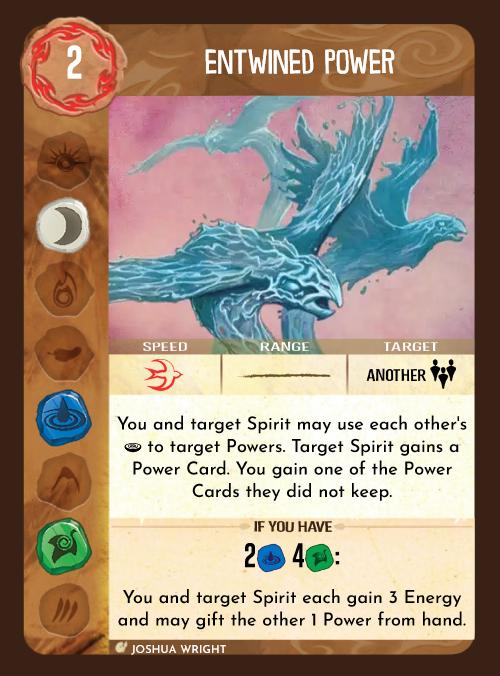 2
ENTWINED POWER
SPEED RANGE TARGET
ANOTHER
You and target Spirit may use each other's
to target Powers. Target Spirit gains a
Power Card. You gain one of the Power
Cards they did not keep.
IF YOU HAVE
2 4 :
You and target Spirit each gain 3 Energy
and may gift the other 1 Power from hand.
JOSHUA WRIGHT